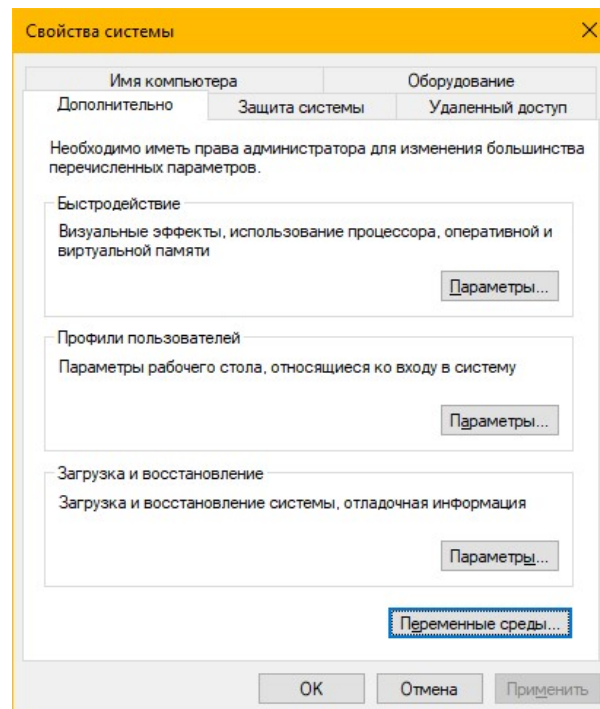 Свойства системы
Имя компьютера
Оборудование
Дополнительно
Защита системы
Удаленный доступ
Необходимо иметь права администратора для изменения большинства
перечисленных параметров.
Быстродействие
Визуальные эффекты, использование процессора, оперативной и
виртуальной памяти
Параметры...
Профили пользователей
Параметры рабочего стола, относящиеся ко входу в систему
Параметры...
Загрузка и восстановление
Загрузка и восстановление системы, отладочная информация
Параметры...
Переменные среды...
ОК
Отмена
Применить